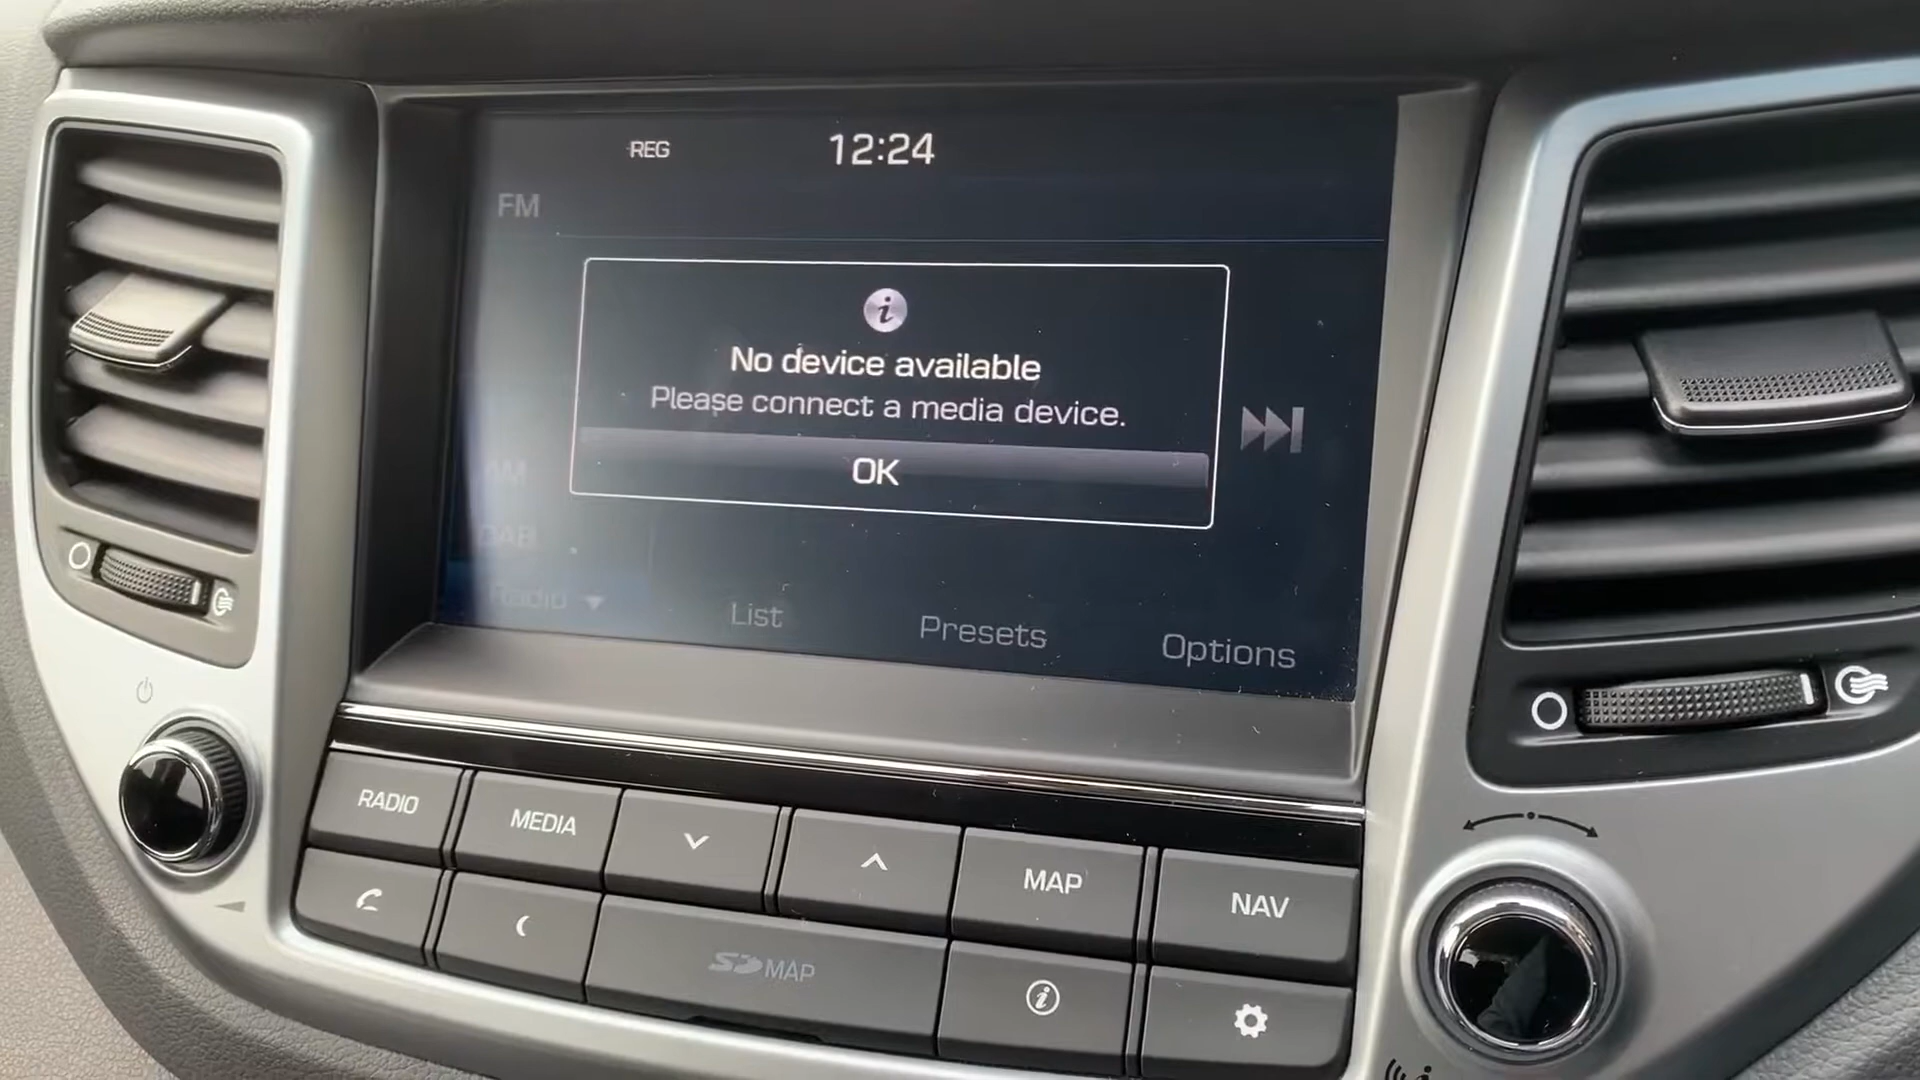 REG
12:24
FM
No device available
Please connect a media device.
OK
AM
DAB
Radio
List
Presets
Options
RADIO
MEDIA
MAP
NAV
SD MAP